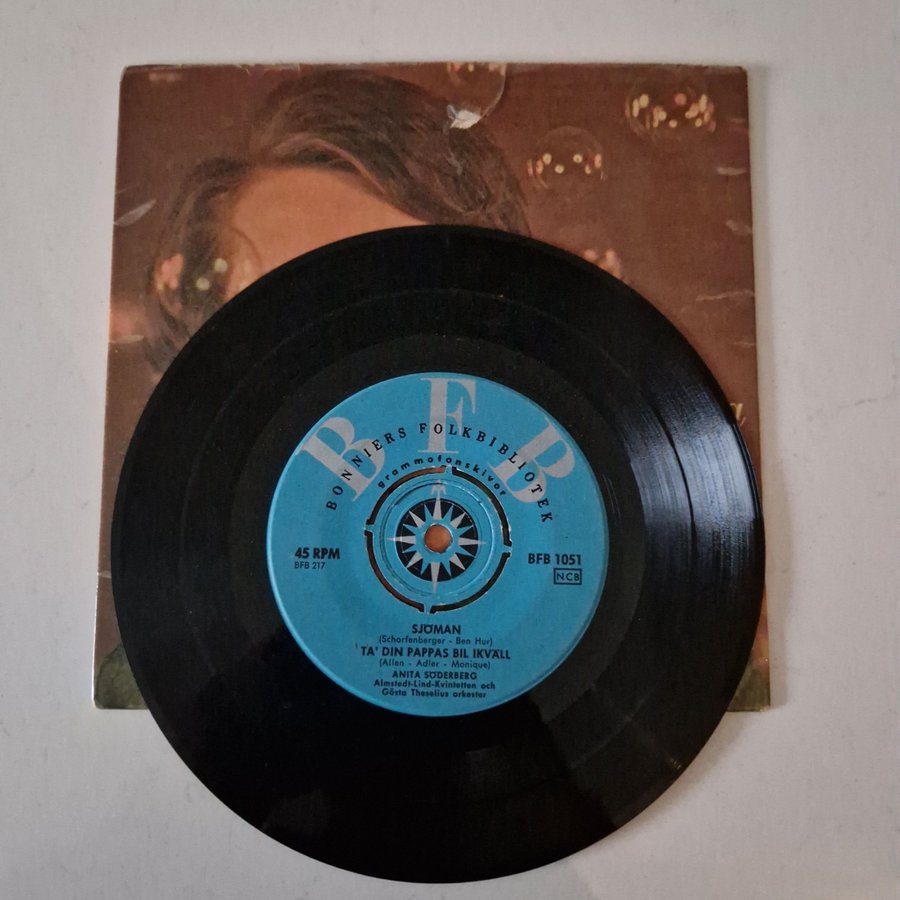 BFB
BONNIERS FOLKBIBLIOTEK
grammofonskivor
45 RPM
BFB 217
BFB 1051
NCB
SJÖMAN
(Scharfenberger - Ben Hur)
TA' DIN PAPPAS BIL IKVÄLL
(Allen - Adler - Monique)
ANITA SÖDERBERG
Almstedt-Lind-Kvintetten och
Gösta Theselius orkester